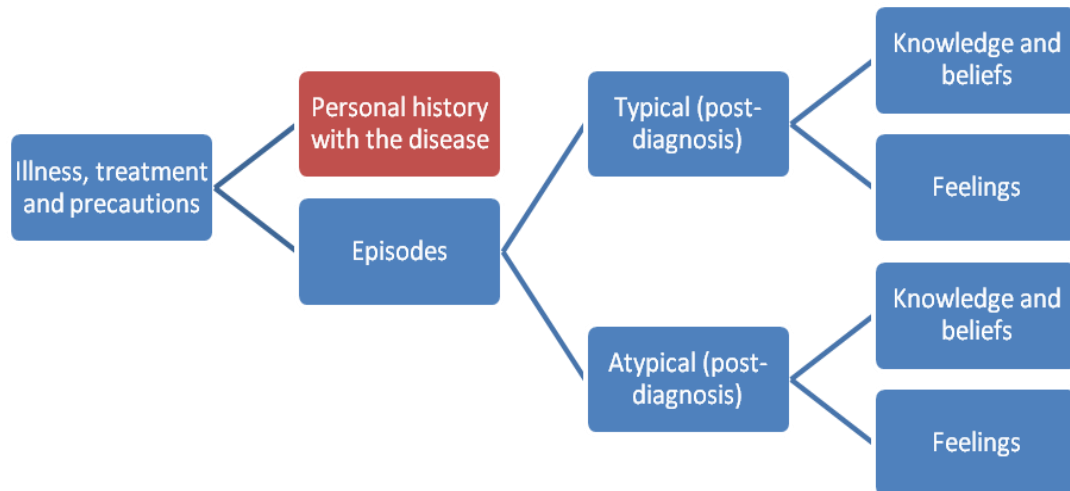 Illness, treatment
and precautions
Personal history
with the disease
Episodes
Typical (post-
diagnosis)
Knowledge and
beliefs
Feelings
Atypical (post-
diagnosis)
Knowledge and
beliefs
Feelings